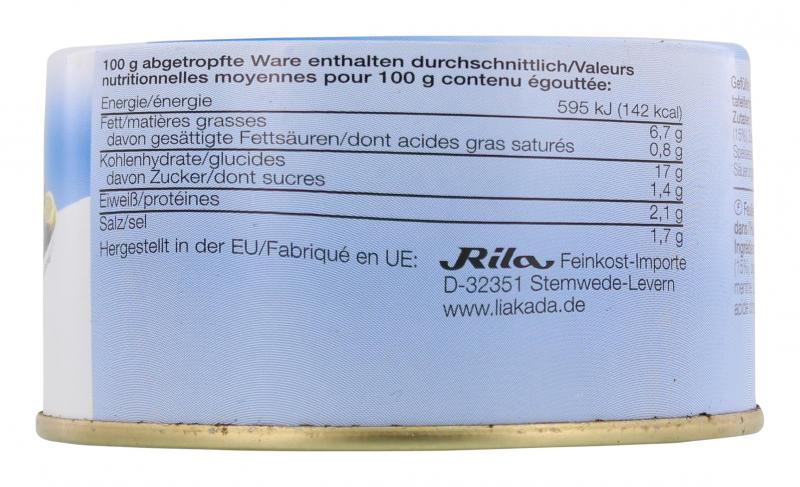 100 g abgetropfte Ware enthalten durchschnittlich/Valeurs
nutritionnelles moyennes pour 100 g contenu égouttée:
Energie/énergie 595 kJ (142 kcal)
Fett/matières grasses 6,7 g
davon gesättigte Fettsäuren/dont acides gras saturés 0,8 g
Kohlenhydrate/glucides 17 g
davon Zucker/dont sucres 1,4 g
Eiweiß/protéines 2,1 g
Salz/sel 1,7 g
Hergestellt in der EU/Fabriqué en UE:
Rila Feinkost-Importe
D-32351 Stemwede-Levern
www.liakada.de
(15%)
(15%)